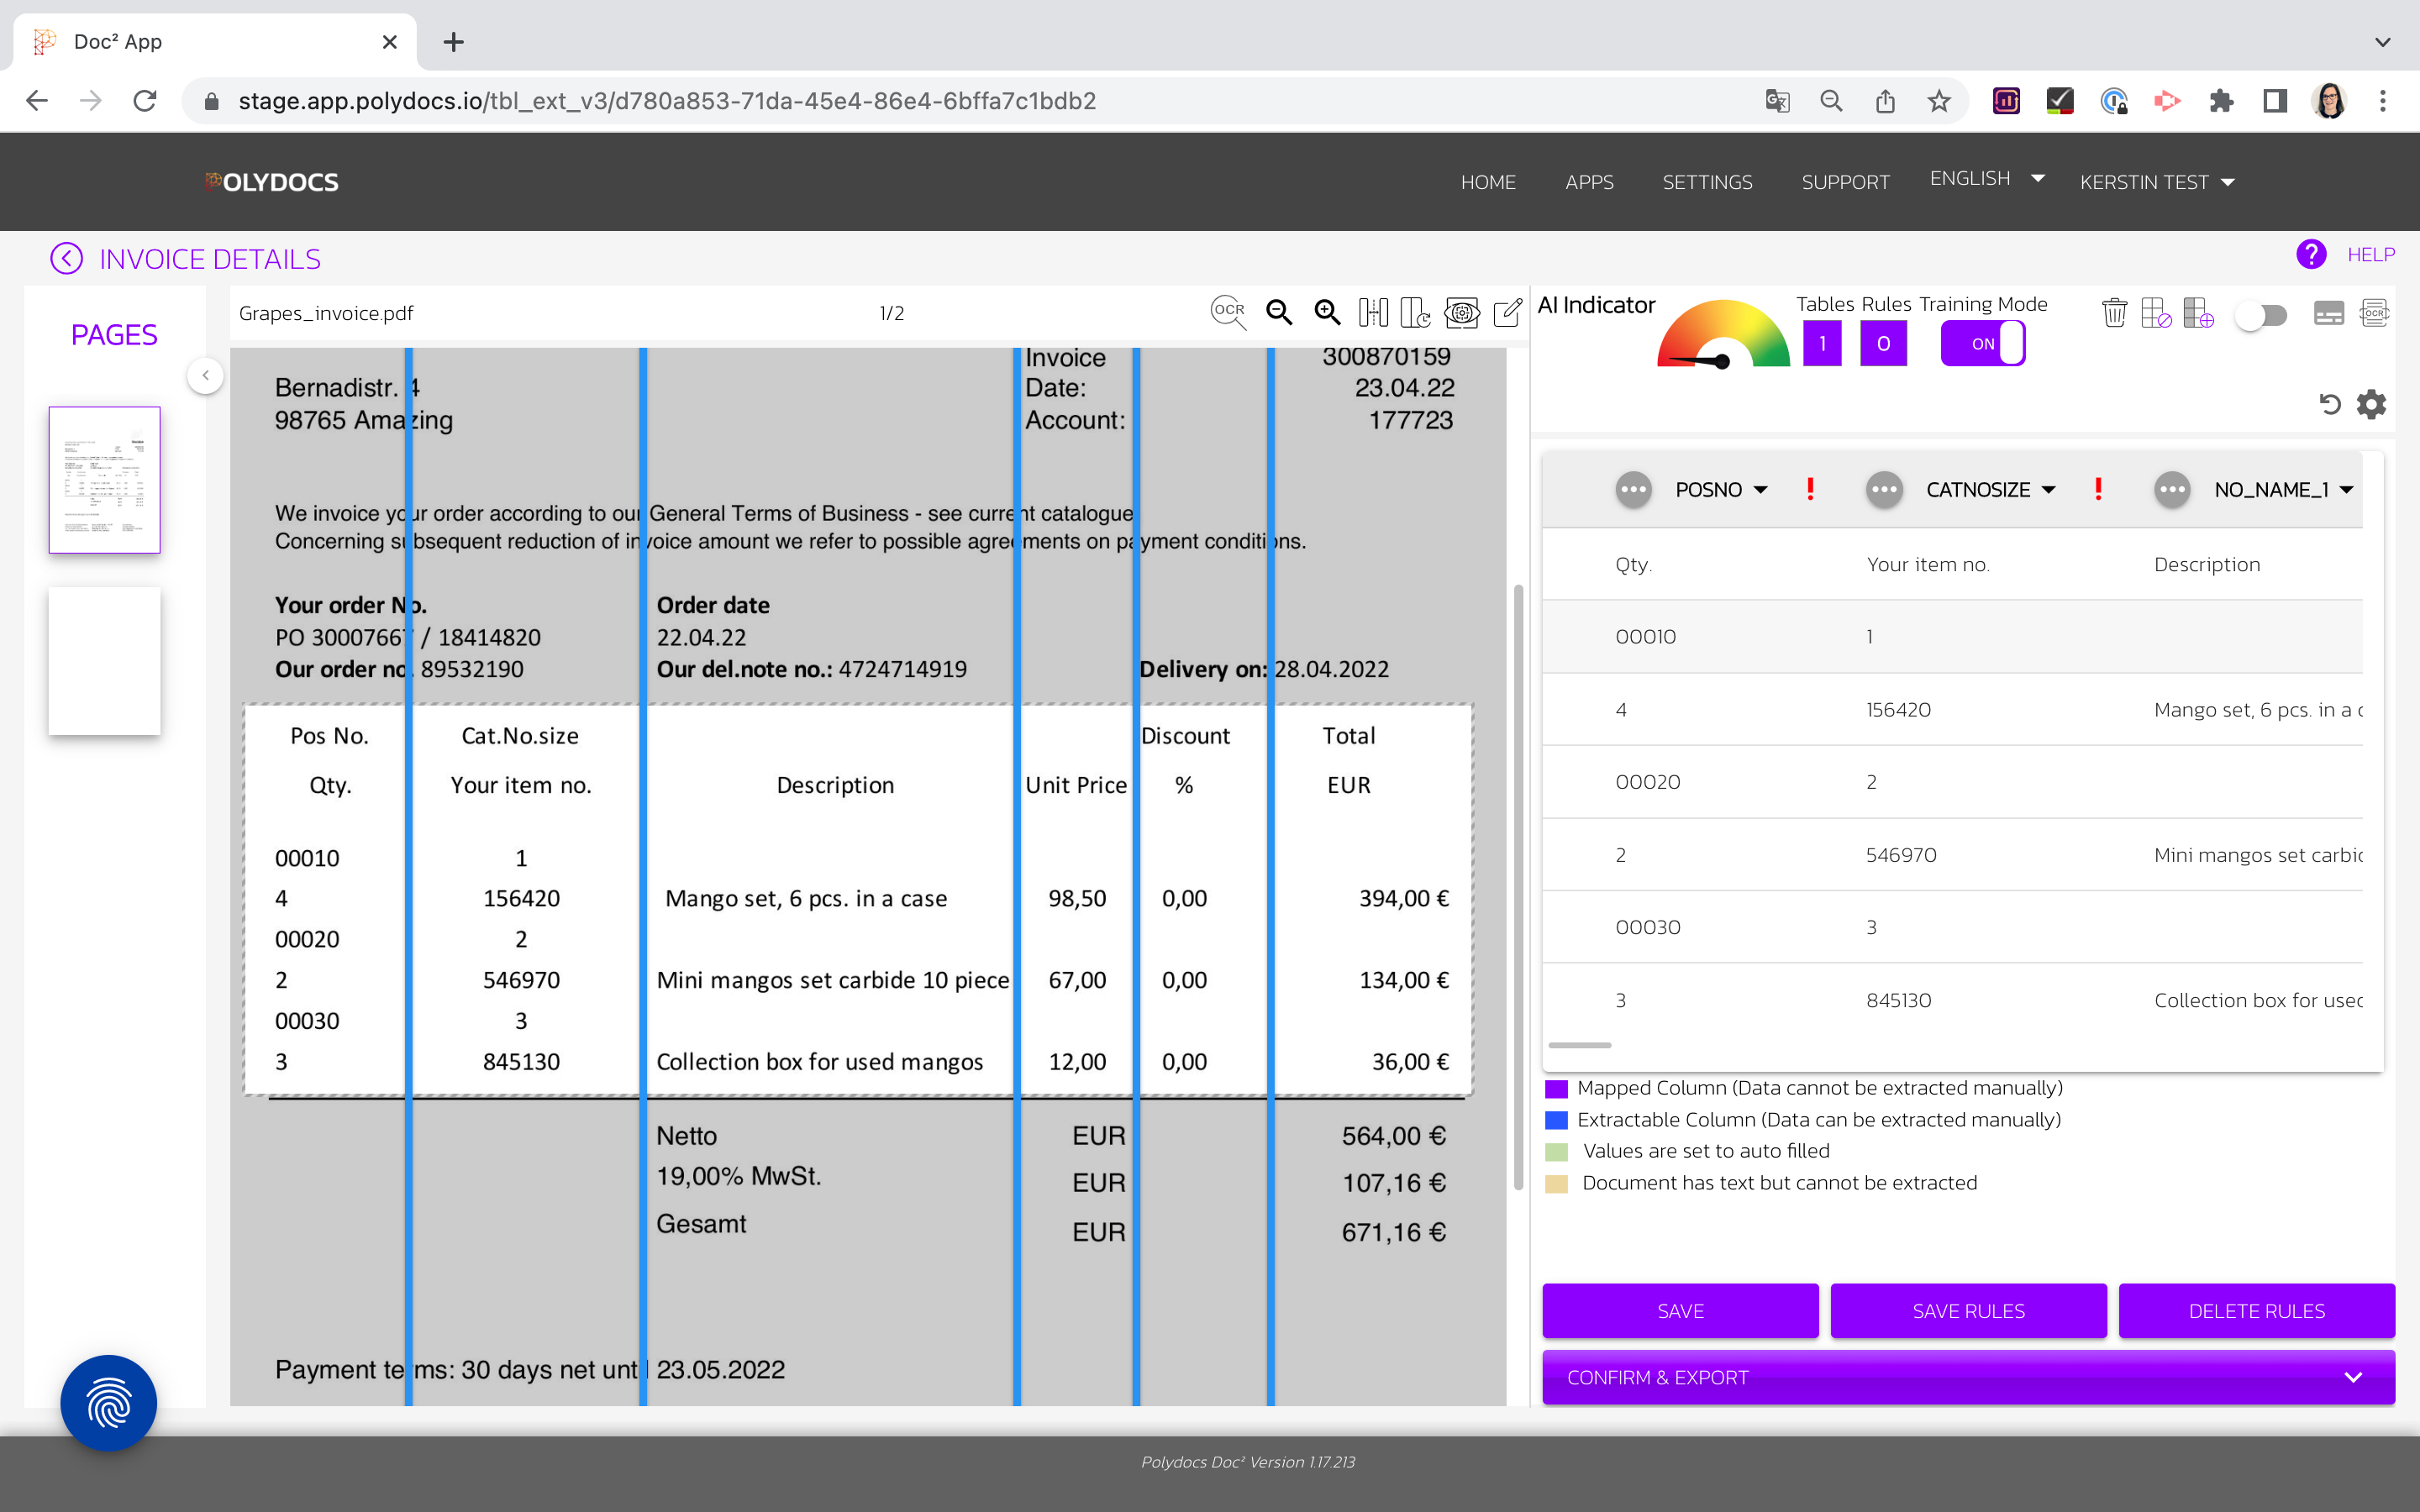 Doc² App
stage.app.polydocs.io/tbl_ext_v3/d780a853-71da-45e4-86e4-6bffa7c1bdb2
POLYDOCS
HOME APPS SETTINGS SUPPORT ENGLISH KERSTIN TEST
INVOICE DETAILS
? HELP
PAGES
Grapes_invoice.pdf 1/2
OCR
AI Indicator Tables Rules Training Mode
1 0 ON
OCR
Invoice 300870159
Bernadistr. 4 Date: 23.04.22
98765 Amazing Account: 177723
We invoice your order according to our General Terms of Business - see current catalogue
Concerning subsequent reduction of invoice amount we refer to possible agreements on payment conditions.
Your order No. Order date
PO 30007667 / 18414820 22.04.22
Our order no. 89532190 Our del.note no.: 4724714919 Delivery on: 28.04.2022
Pos No. Cat.No.size Discount Total
Qty. Your item no. Description Unit Price % EUR
00010 1
4 156420 Mango set, 6 pcs. in a case 98,50 0,00 394,00 €
00020 2
2 546970 Mini mangos set carbide 10 piece 67,00 0,00 134,00 €
00030 3
3 845130 Collection box for used mangos 12,00 0,00 36,00 €
Netto EUR 564,00 €
19,00% MwSt. EUR 107,16 €
Gesamt EUR 671,16 €
Payment terms: 30 days net until 23.05.2022
POSNO ! CATNOSIZE ! NO_NAME_1
Qty. Your item no. Description
00010 1
4 156420 Mango set, 6 pcs. in a c
00020 2
2 546970 Mini mangos set carbid
00030 3
3 845130 Collection box for used
Mapped Column (Data cannot be extracted manually)
Extractable Column (Data can be extracted manually)
Values are set to auto filled
Document has text but cannot be extracted
SAVE SAVE RULES DELETE RULES
CONFIRM & EXPORT
Polydocs Doc² Version 1.17.213